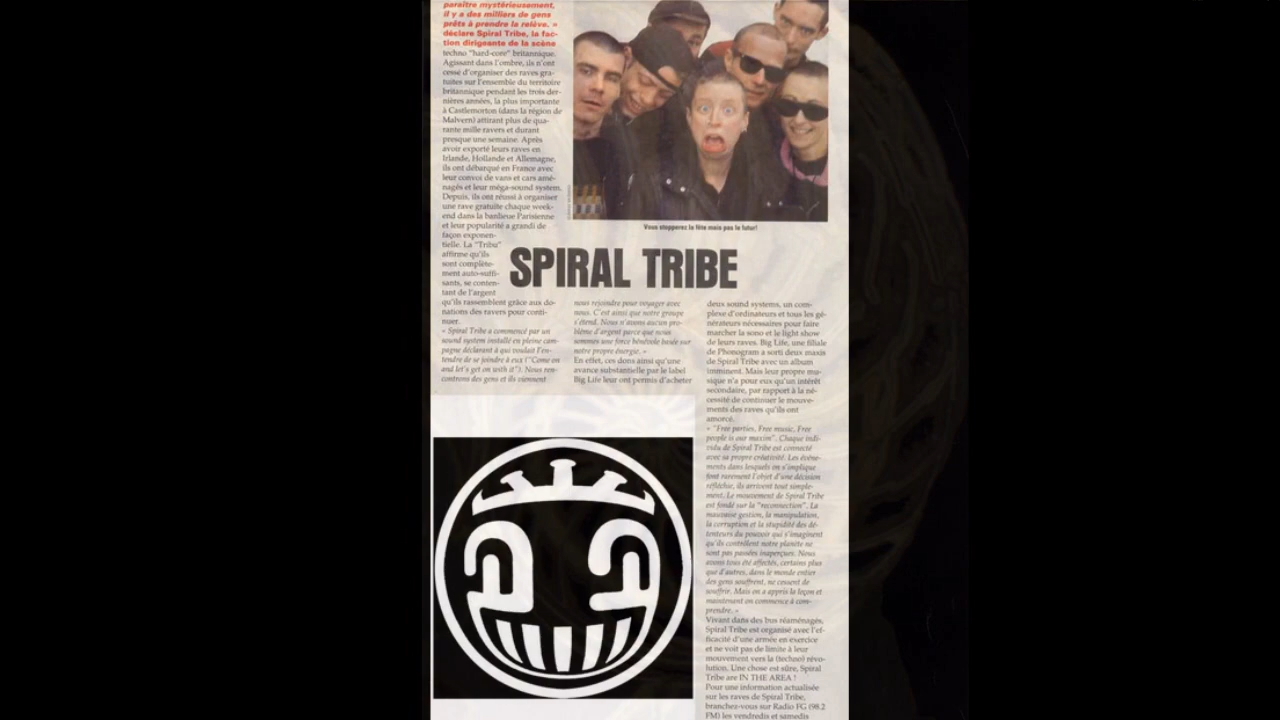 paraître mystérieusement,
il y a des milliers de gens
prêts à prendre la relève. »
déclare Spiral Tribe, la fac-
tion dirigeante de la scène
techno "hard-core" britannique.
Agissant dans l'ombre, ils n'ont
cessé d'organiser des raves gra-
tuites sur l'ensemble du territoire
britannique pendant les trois der-
nières années, la plus importante
à Castlemorton (dans la région de
Malvern) attirant plus de qua-
rante mille ravers et durant
presque une semaine. Après
avoir exporté leurs raves en
Irlande, Hollande et Allemagne,
ils ont débarqué en France avec
leur convoi de vans et cars amé-
nagés et leur méga-sound system.
Depuis, ils ont réussi à organiser
une rave gratuite chaque week-
end dans la banlieue Parisienne
et leur popularité a grandi de
façon exponen-
tielle. La "Tribu"
affirme qu'ils
sont complète-
ment auto-suffi-
sants, se conten-
tant de l'argent
qu'ils rassemblent grâce aux do-
nations des ravers pour conti-
nuer.
« Spiral Tribe a commencé par un
sound system installé en pleine cam-
pagne déclarant à qui voulait l'en-
tendre de se joindre à eux ("Come on
and let's get on with it"). Nous ren-
controns des gens et ils viennent
Vous stopperez la fête mais pas le futur!
SPIRAL TRIBE
nous rejoindre pour voyager avec
nous. C'est ainsi que notre groupe
s'étend. Nous n'avons aucun pro-
blème d'argent parce que nous
sommes une force bénévole basée sur
notre propre énergie. »
En effet, ces dons ainsi qu'une
avance substantielle par le label
Big Life leur ont permis d'acheter
deux sound systems, un com-
plexe d'ordinateurs et tous les gé-
nérateurs nécessaires pour faire
marcher la sono et le light show
de leurs raves. Big Life, une filiale
de Phonogram a sorti deux maxis
de Spiral Tribe avec un album
imminent. Mais leur propre mu-
sique n'a pour eux qu'un intérêt
secondaire, par rapport à la né-
cessité de continuer le mouve-
ments des raves qu'ils ont
amorcé.
« "Free parties, Free music, Free
people is our maxim". Chaque indi-
vidu de Spiral Tribe est connecté
avec sa propre créativité. Les événe-
ments dans lesquels on s'implique
font rarement l'objet d'une décision
réfléchie, ils arrivent tout simple-
ment. Le mouvement de Spiral Tribe
est fondé sur la "reconnection". La
mauvaise gestion, la manipulation,
la corruption et la stupidité des dé-
tenteurs du pouvoir qui s'imaginent
qu'ils contrôlent notre planète ne
sont pas passées inaperçues. Nous
avons tous été affectés, certains plus
que d'autres, dans le monde entier
des gens souffrent, ne cessent de
souffrir. Mais on a appris la leçon et
maintenant on commence à com-
prendre. »
Vivant dans des bus réaménagés,
Spiral Tribe est organisé avec l'ef-
ficacité d'une armée en exercice
et ne voit pas de limite à leur
mouvement vers la (techno) révo-
lution. Une chose est sûre, Spiral
Tribe are IN THE AREA !
Pour une information actualisée
sur les raves de Spiral Tribe,
branchez-vous sur Radio FG (98.2
FM) les vendredis et samedis